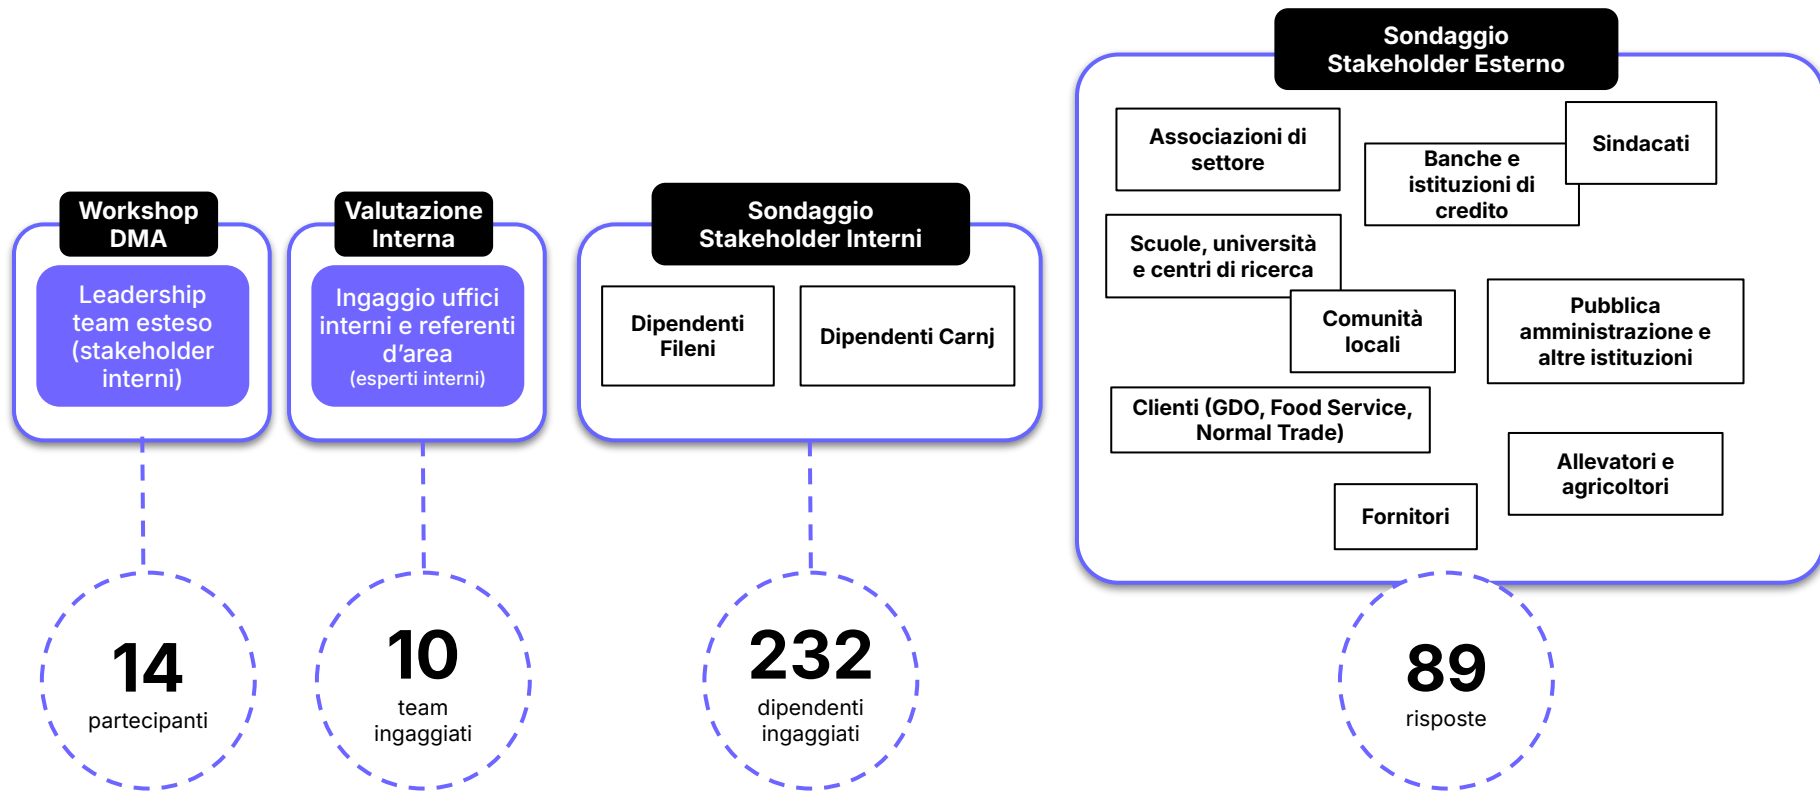 Workshop
DMA
Leadership
team esteso
(stakeholder
interni)
14
partecipanti
Valutazione
Interna
Ingaggio uffici
interni e referenti
d’area
(esperti interni)
10
team
ingaggiati
Sondaggio
Stakeholder Interni
Dipendenti
Fileni
Dipendenti Carnj
232
dipendenti
ingaggiati
Sondaggio
Stakeholder Esterno
Associazioni di
settore
Banche e
istituzioni di
credito
Sindacati
Scuole, università
e centri di ricerca
Comunità
locali
Pubblica
amministrazione e
altre istituzioni
Clienti (GDO, Food Service,
Normal Trade)
Allevatori e
agricoltori
Fornitori
89
risposte